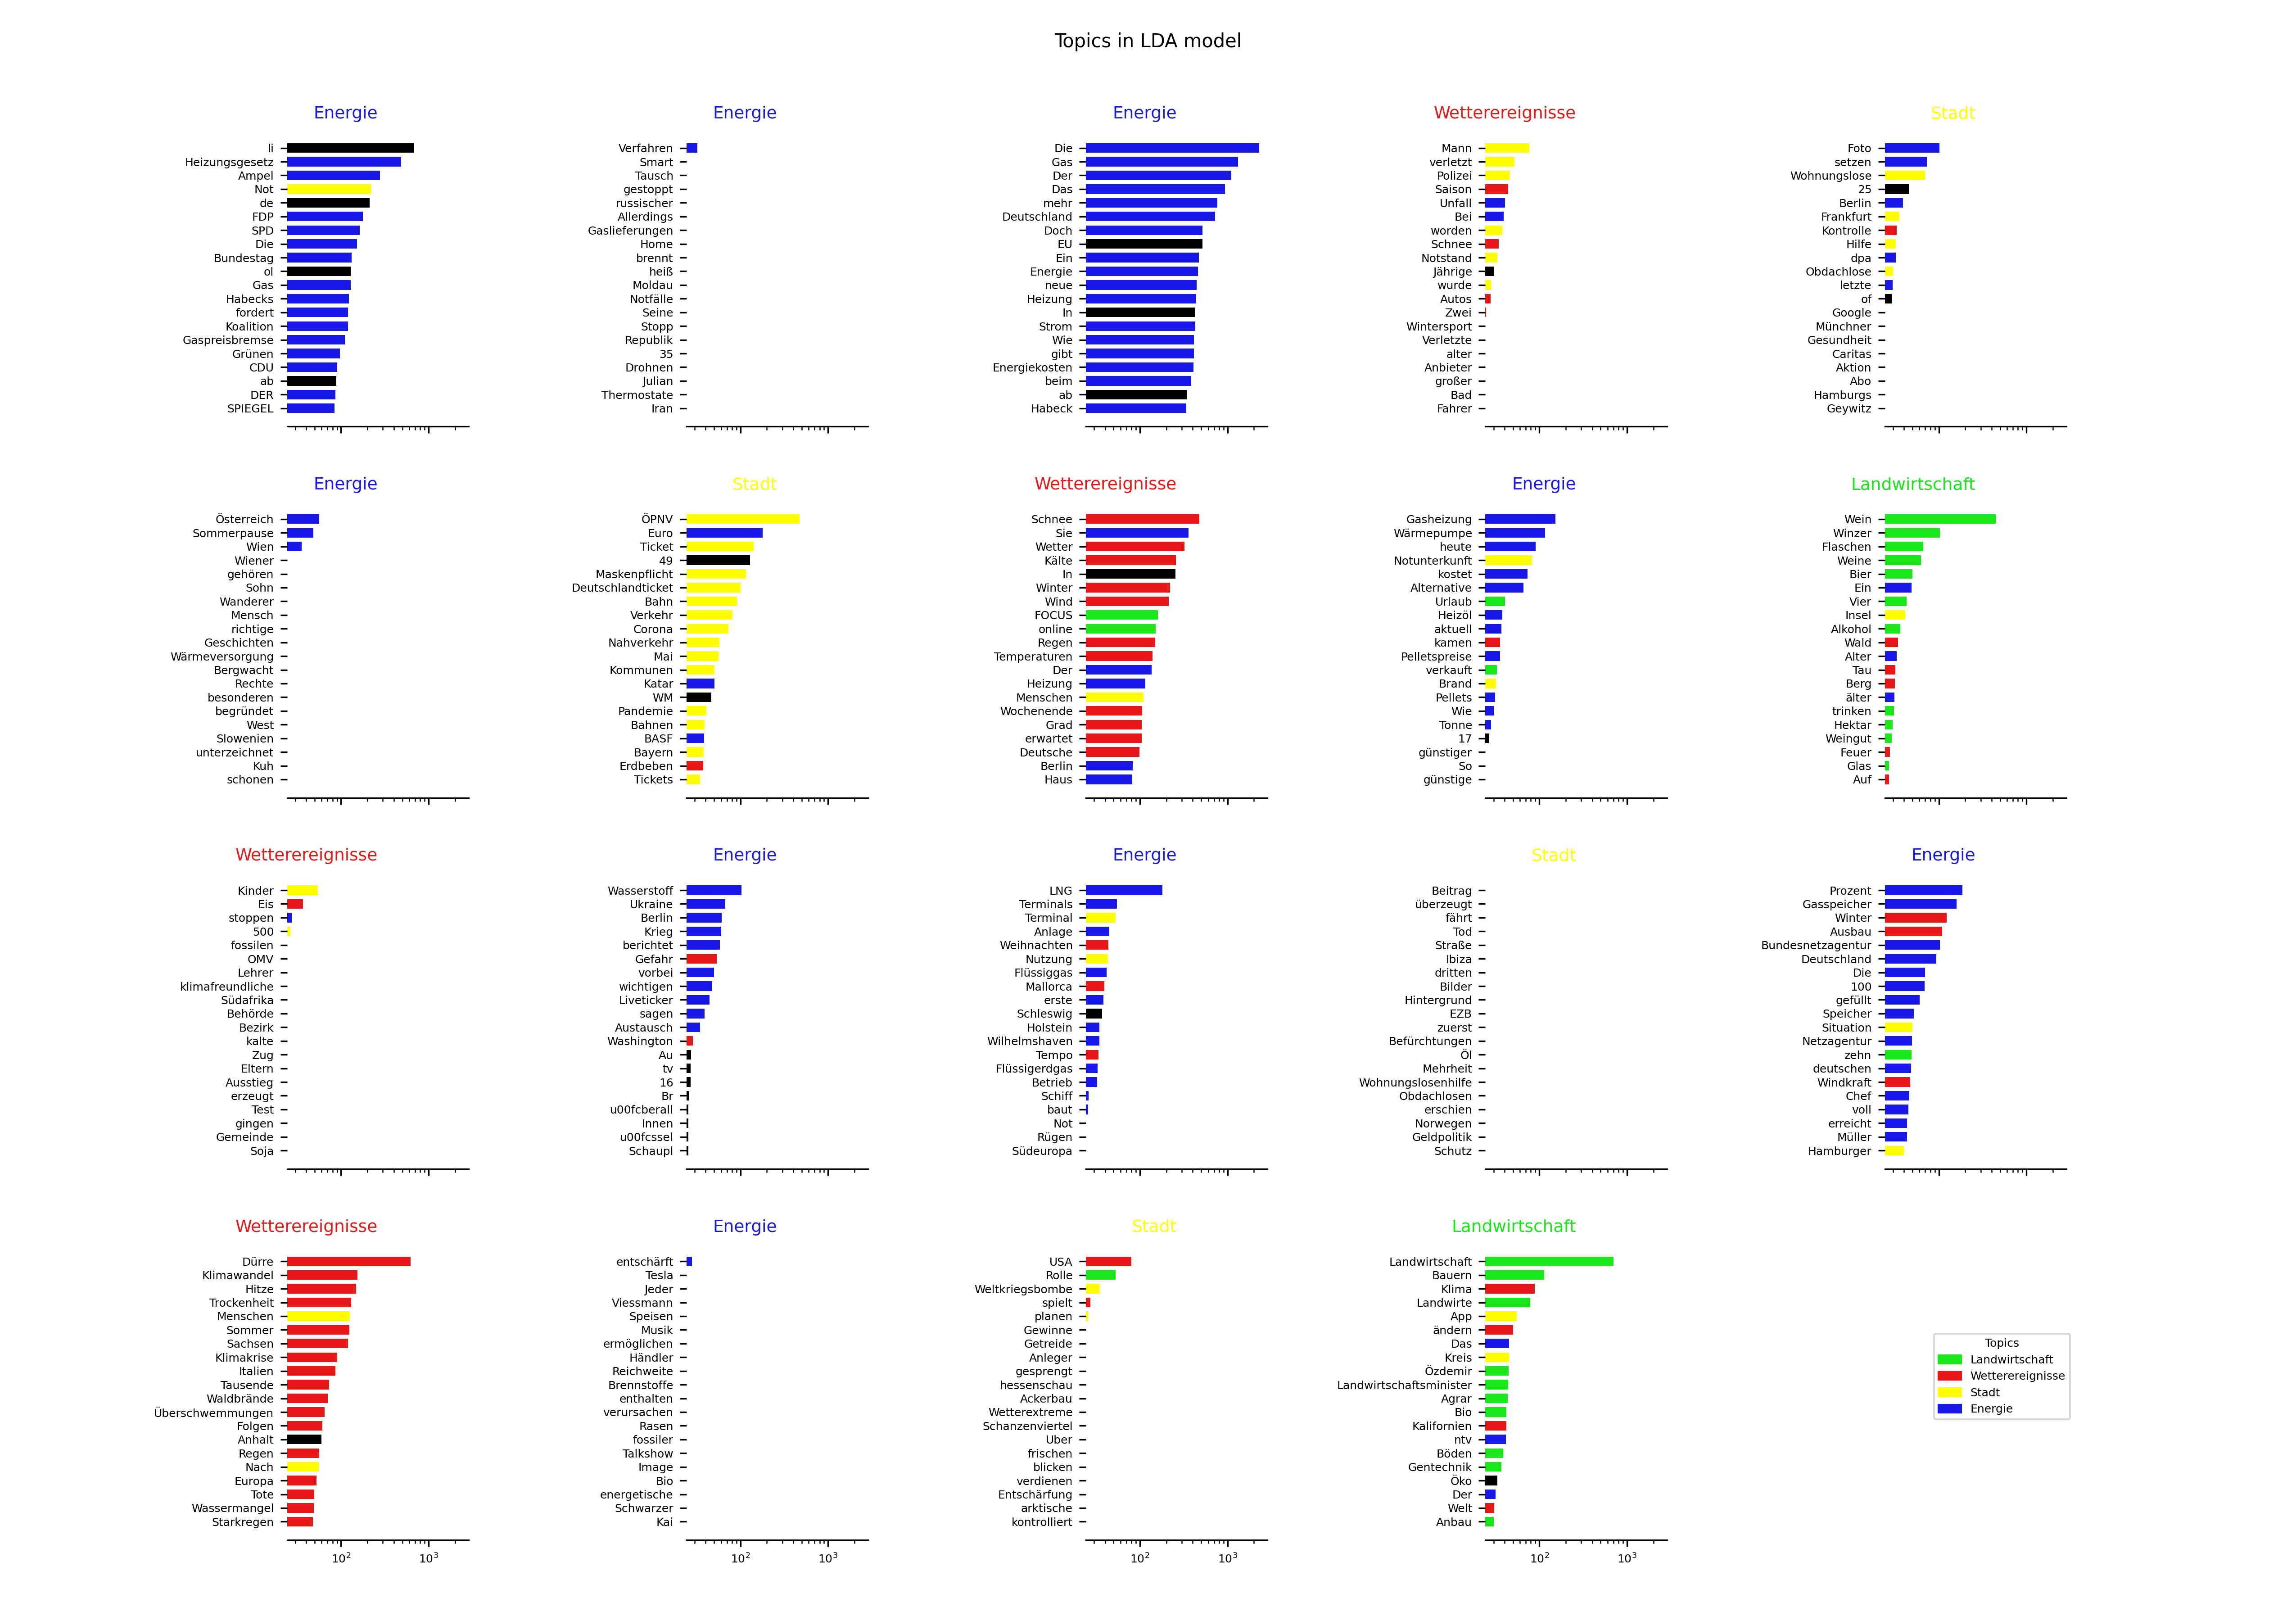 Topics in LDA model
Energie
li
Heizungsgesetz
Ampel
Not
de
FDP
SPD
Die
Bundestag
ol
Gas
Habecks
fordert
Koalition
Gaspreisbremse
Grünen
CDU
ab
DER
SPIEGEL
Energie
Verfahren
Smart
Tausch
gestoppt
russischer
Allerdings
Gaslieferungen
Home
brennt
heiß
Moldau
Notfälle
Seine
Stopp
Republik
35
Drohnen
Julian
Thermostate
Iran
Energie
Die
Gas
Der
Das
mehr
Deutschland
Doch
EU
Ein
Energie
neue
Heizung
In
Strom
Wie
gibt
Energiekosten
beim
ab
Habeck
Wetterereignisse
Mann
verletzt
Polizei
Saison
Unfall
Bei
worden
Schnee
Notstand
Jährige
wurde
Autos
Zwei
Wintersport
Verletzte
alter
Anbieter
großer
Bad
Fahrer
Stadt
Foto
setzen
Wohnungslose
25
Berlin
Frankfurt
Kontrolle
Hilfe
dpa
Obdachlose
letzte
of
Google
Münchner
Gesundheit
Caritas
Aktion
Abo
Hamburgs
Geywitz
Energie
Österreich
Sommerpause
Wien
Wiener
gehören
Sohn
Wanderer
Mensch
richtige
Geschichten
Wärmeversorgung
Bergwacht
Rechte
besonderen
begründet
West
Slowenien
unterzeichnet
Kuh
schonen
Stadt
ÖPNV
Euro
Ticket
49
Maskenpflicht
Deutschlandticket
Bahn
Verkehr
Corona
Nahverkehr
Mai
Kommunen
Katar
WM
Pandemie
Bahnen
BASF
Bayern
Erdbeben
Tickets
Wetterereignisse
Schnee
Sie
Wetter
Kälte
In
Winter
Wind
FOCUS
online
Regen
Temperaturen
Der
Heizung
Menschen
Wochenende
Grad
erwartet
Deutsche
Berlin
Haus
Energie
Gasheizung
Wärmepumpe
heute
Notunterkunft
kostet
Alternative
Urlaub
Heizöl
aktuell
kamen
Pelletspreise
verkauft
Brand
Pellets
Wie
Tonne
17
günstiger
So
günstige
Landwirtschaft
Wein
Winzer
Flaschen
Weine
Bier
Ein
Vier
Insel
Alkohol
Wald
Alter
Tau
Berg
älter
trinken
Hektar
Weingut
Feuer
Glas
Auf
Wetterereignisse
Kinder
Eis
stoppen
500
fossilen
OMV
Lehrer
klimafreundliche
Südafrika
Behörde
Bezirk
kalte
Zug
Eltern
Ausstieg
erzeugt
Test
gingen
Gemeinde
Soja
Energie
Wasserstoff
Ukraine
Berlin
Krieg
berichtet
Gefahr
vorbei
wichtigen
Liveticker
sagen
Austausch
Washington
Au
tv
16
Br
u00fcberall
Innen
u00fcssel
Schaupl
Energie
LNG
Terminals
Terminal
Anlage
Weihnachten
Nutzung
Flüssiggas
Mallorca
erste
Schleswig
Holstein
Wilhelmshaven
Tempo
Flüssigerdgas
Betrieb
Schiff
baut
Not
Rügen
Südeuropa
Stadt
Beitrag
überzeugt
fährt
Tod
Straße
Ibiza
dritten
Bilder
Hintergrund
EZB
zuerst
Befürchtungen
Öl
Mehrheit
Wohnungslosenhilfe
Obdachlosen
erschien
Norwegen
Geldpolitik
Schutz
Energie
Prozent
Gasspeicher
Winter
Ausbau
Bundesnetzagentur
Deutschland
Die
100
gefüllt
Speicher
Situation
Netzagentur
zehn
deutschen
Windkraft
Chef
voll
erreicht
Müller
Hamburger
Wetterereignisse
Dürre
Klimawandel
Hitze
Trockenheit
Menschen
Sommer
Sachsen
Klimakrise
Italien
Tausende
Waldbrände
Überschwemmungen
Folgen
Anhalt
Regen
Nach
Europa
Tote
Wassermangel
Starkregen
10² 10³
Energie
entschärft
Tesla
Jeder
Viessmann
Speisen
Musik
ermöglichen
Händler
Reichweite
Brennstoffe
enthalten
verursachen
Rasen
fossiler
Talkshow
Image
Bio
energetische
Schwarzer
Kai
10² 10³
Stadt
USA
Rolle
Weltkriegsbombe
spielt
planen
Gewinne
Getreide
Anleger
gesprengt
hessenschau
Ackerbau
Wetterextreme
Schanzenviertel
Uber
frischen
blicken
verdienen
Entschärfung
arktische
kontrolliert
10² 10³
Landwirtschaft
Landwirtschaft
Bauern
Klima
Landwirte
App
ändern
Das
Kreis
Özdemir
Landwirtschaftsminister
Agrar
Bio
Kalifornien
ntv
Böden
Gentechnik
Öko
Der
Welt
Anbau
10² 10³
Topics
Landwirtschaft
Wetterereignisse
Stadt
Energie